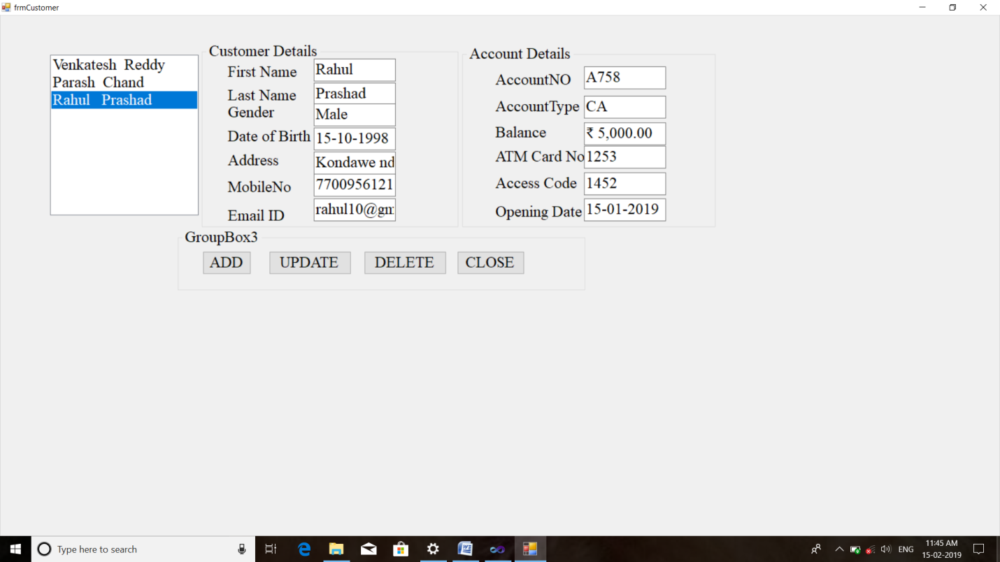 frmCustomer
Venkatesh Reddy
Parash Chand
Rahul Prashad
Customer Details
First Name Rahul
Last Name Prashad
Gender Male
Date of Birth 15-10-1998
Address Kondawe nd
MobileNo 7700956121
Email ID rahul10@gm
Account Details
AccountNO A758
AccountType CA
Balance ₹ 5,000.00
ATM Card No 1253
Access Code 1452
Opening Date 15-01-2019
GroupBox3
ADD UPDATE DELETE CLOSE
Type here to search
ENG
11:45 AM
15-02-2019